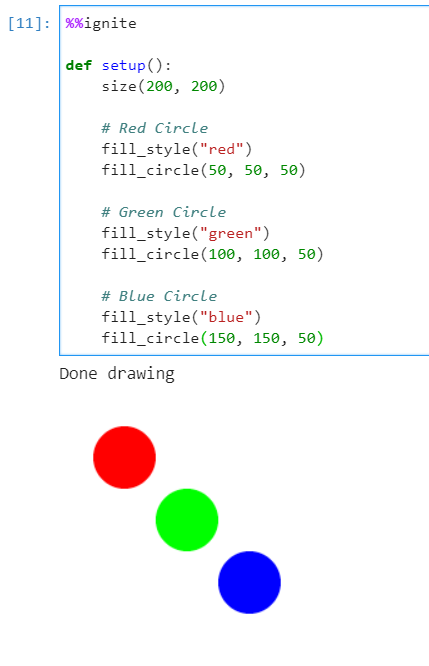 [11]: %%ignite
def setup():
    size(200, 200)
    # Red Circle
    fill_style("red")
    fill_circle(50, 50, 50)
    # Green Circle
    fill_style("green")
    fill_circle(100, 100, 50)
    # Blue Circle
    fill_style("blue")
    fill_circle(150, 150, 50)
Done drawing